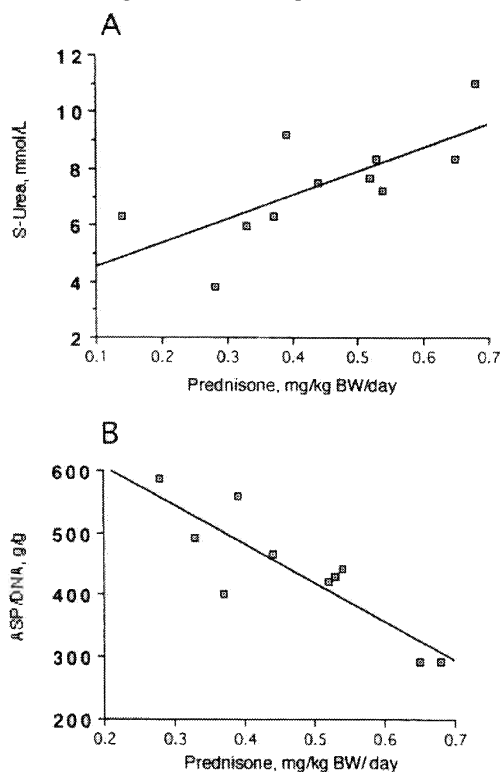 A
S-Urea, mmol/L
12
10
8
6
4
2
0.1 0.2 0.3 0.4 0.5 0.6 0.7
Prednisone, mg/kg BW/day
B
ASP/DNA, g/g
600
500
400
300
200
0.2 0.3 0.4 0.5 0.6 0.7
Prednisone, mg/kg BW/day